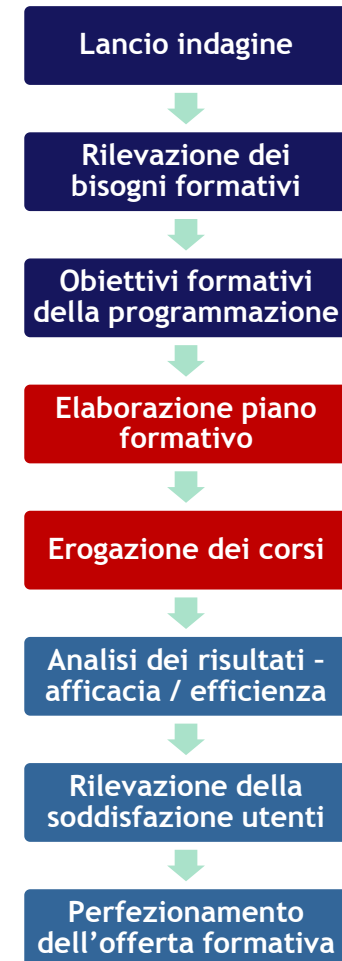 Lancio indagine
Rilevazione dei
bisogni formativi
Obiettivi formativi
della programmazione
Elaborazione piano
formativo
Erogazione dei corsi
Analisi dei risultati –
afficacia / efficienza
Rilevazione della
soddisfazione utenti
Perfezionamento
dell’offerta formativa